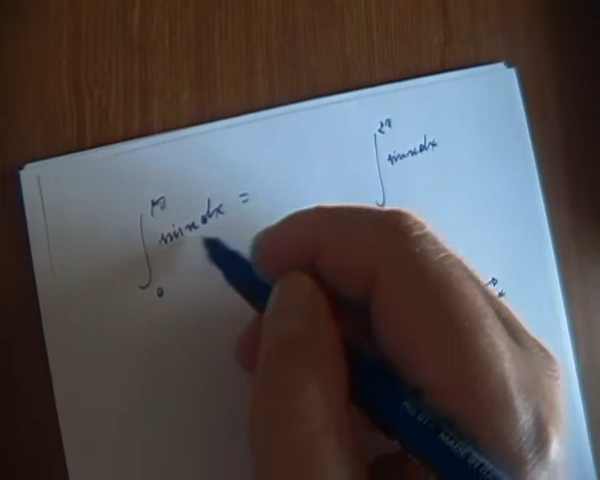 ∫₀^π sin x dx =
∫^2π sin x dx